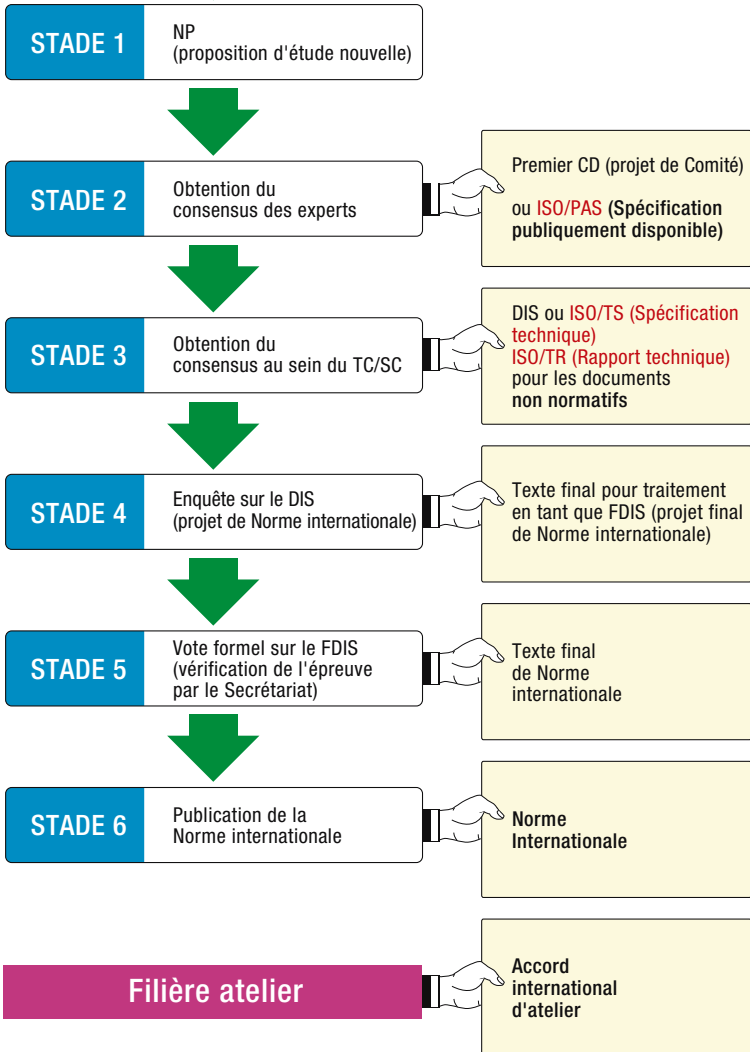 STADE 1
NP
(proposition d'étude nouvelle)
STADE 2
Obtention du
consensus des experts
Premier CD (projet de Comité)
ou ISO/PAS (Spécification
publiquement disponible)
STADE 3
Obtention du
consensus au sein du TC/SC
DIS ou ISO/TS (Spécification
technique)
ISO/TR (Rapport technique)
pour les documents
non normatifs
STADE 4
Enquête sur le DIS
(projet de Norme internationale)
Texte final pour traitement
en tant que FDIS (projet final
de Norme internationale)
STADE 5
Vote formel sur le FDIS
(vérification de l'épreuve
par le Secrétariat)
Texte final
de Norme
internationale
STADE 6
Publication de la
Norme internationale
Norme
Internationale
Filière atelier
Accord
international
d'atelier